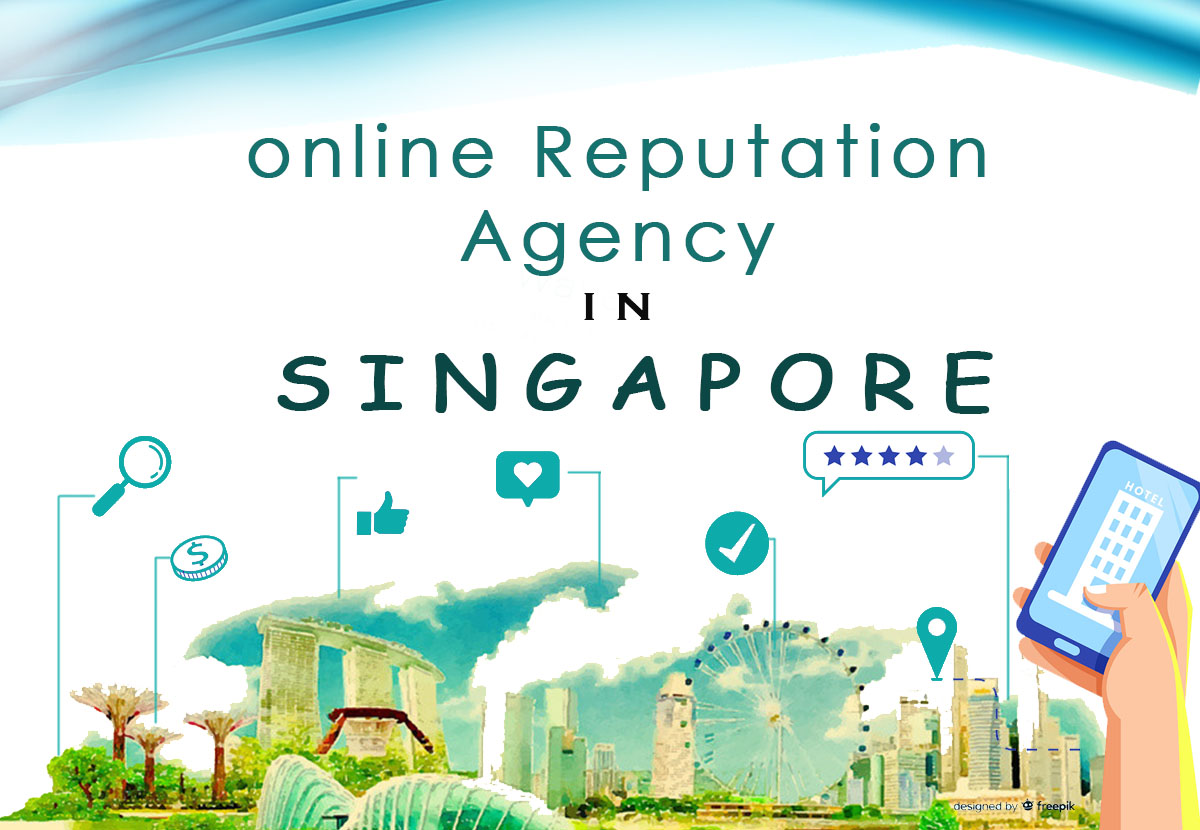 online Reputation
Agency
IN
SINGAPORE
HOTEL
$
designed by freepik